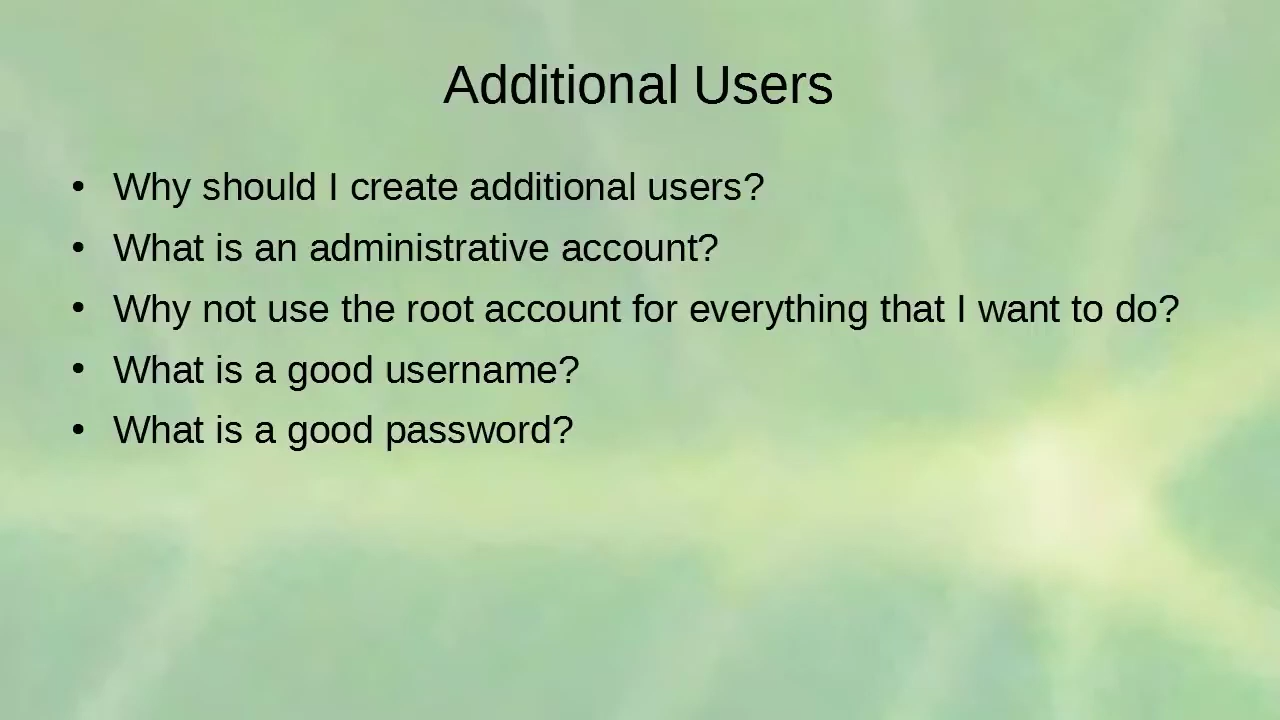 Additional Users
• Why should I create additional users?
• What is an administrative account?
• Why not use the root account for everything that I want to do?
• What is a good username?
• What is a good password?